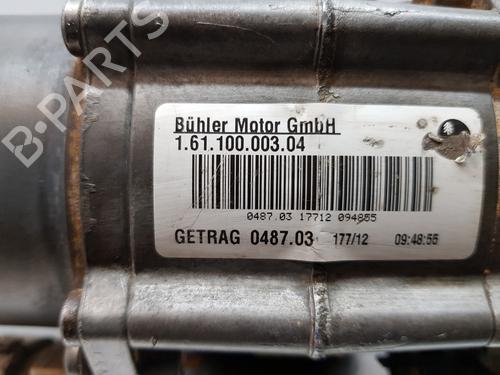 B-PARTS
Bühler Motor GmbH
1.61.100.003.04
0487.03 17712 094855
GETRAG 0487.03 177/12 09:48:55